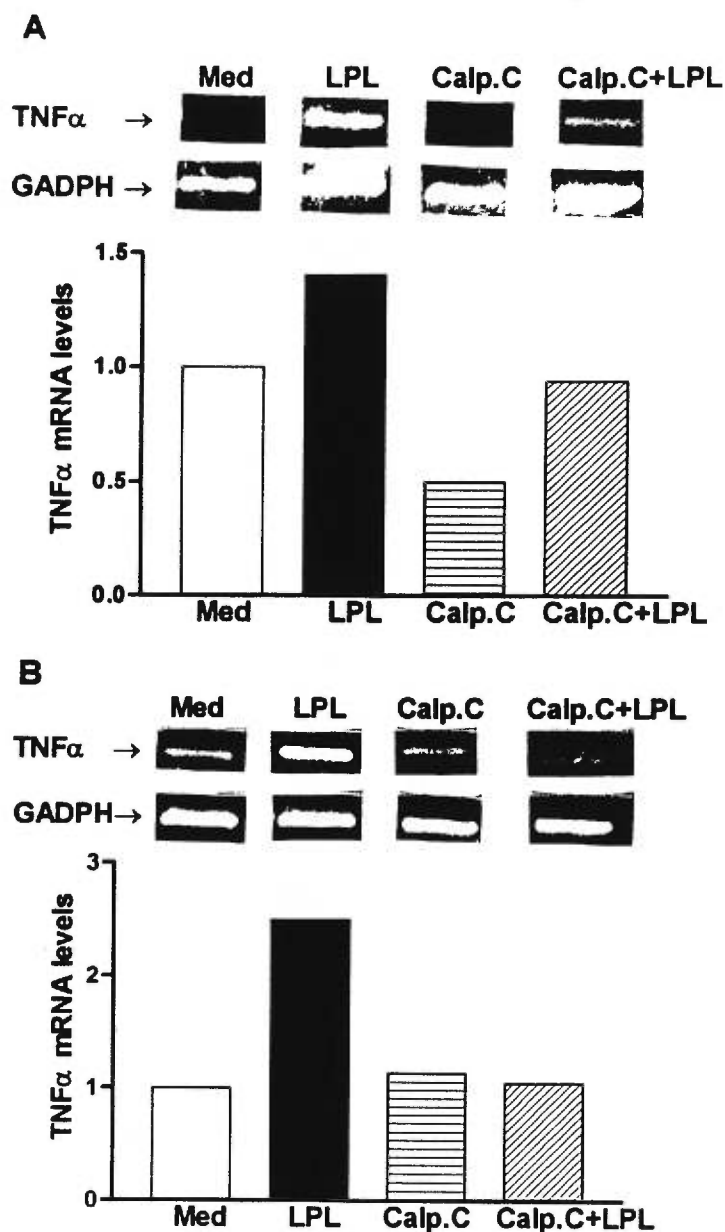 A
Med LPL Calp.C Calp.C+LPL
TNFα →
GADPH →
1.5
1.0
0.5
0.0
TNFα mRNA levels
Med LPL Calp.C Calp.C+LPL
B
Med LPL Calp.C Calp.C+LPL
TNFα →
GADPH→
3
2
1
0
TNFα mRNA levels
Med LPL Calp.C Calp.C+LPL